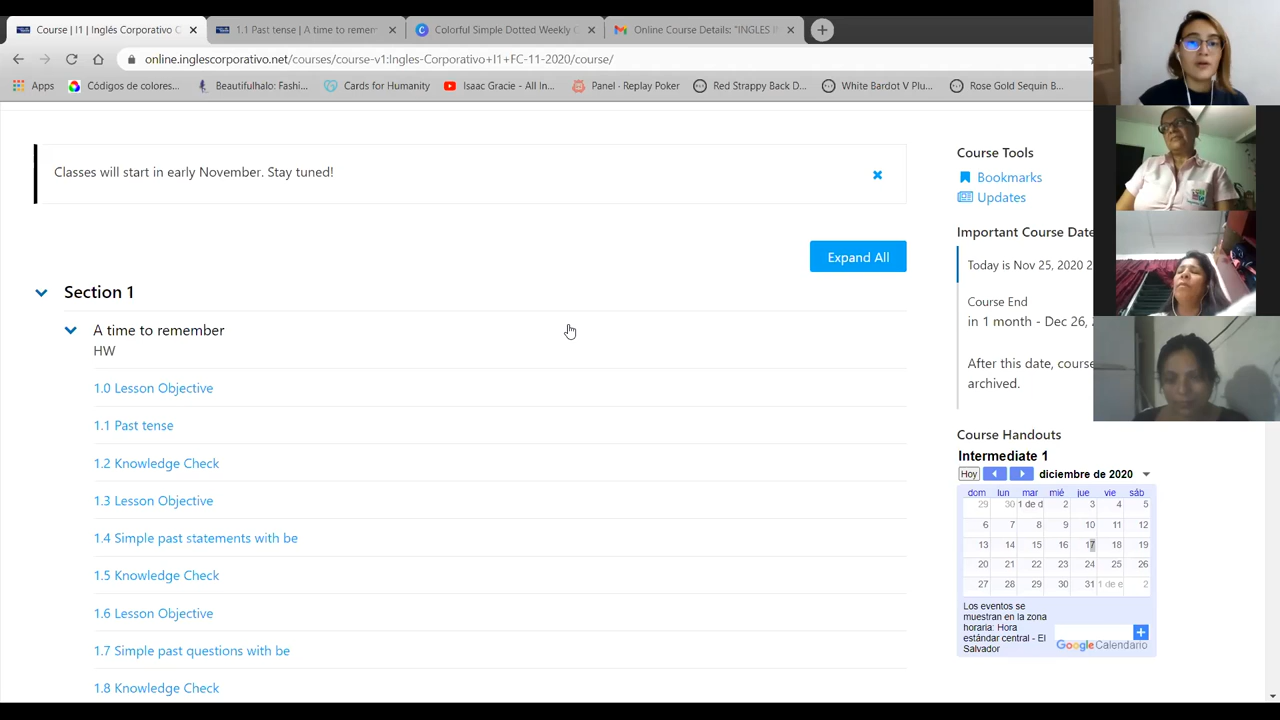 Course | I1 | Inglés Corporativo C
1.1 Past tense | A time to remem
Colorful Simple Dotted Weekly C
Online Course Details: "INGLES I
online.inglescorporativo.net/courses/course-v1:Ingles-Corporativo+I1+FC-11-2020/course/
Apps
Códigos de colores...
Beautifulhalo: Fashi...
Cards for Humanity
Isaac Gracie - All In...
Panel · Replay Poker
Red Strappy Back D...
White Bardot V Plu...
Rose Gold Sequin B...
Classes will start in early November. Stay tuned!
Expand All
Section 1
A time to remember
HW
1.0 Lesson Objective
1.1 Past tense
1.2 Knowledge Check
1.3 Lesson Objective
1.4 Simple past statements with be
1.5 Knowledge Check
1.6 Lesson Objective
1.7 Simple past questions with be
1.8 Knowledge Check
Course Tools
Bookmarks
Updates
Important Course Date
Today is Nov 25, 2020 2
Course End
in 1 month - Dec 26,
After this date, course
archived.
Course Handouts
Intermediate 1
Hoy
diciembre de 2020
dom lun mar mié jue vie sáb
29 30 1 de d 2 3 4 5
6 7 8 9 10 11 12
13 14 15 16 17 18 19
20 21 22 23 24 25 26
27 28 29 30 31 1 de e 2
Los eventos se
muestran en la zona
horaria: Hora
estándar central - El
Salvador
Google Calendario